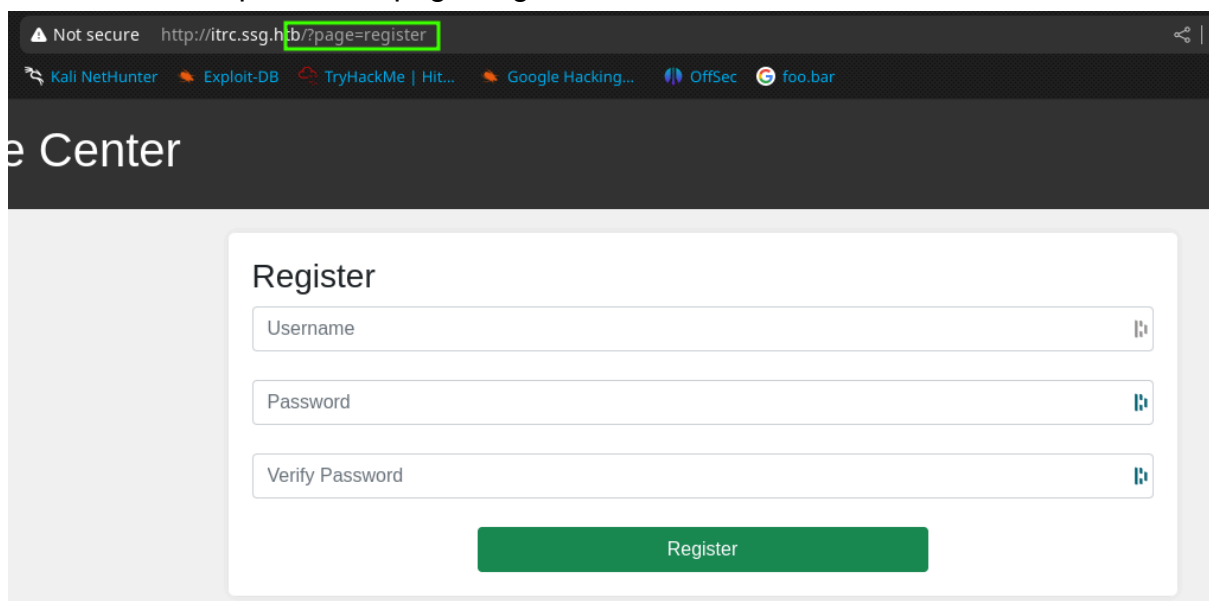 Not secure http://itrc.ssg.htb/?page=register
Kali NetHunter Exploit-DB TryHackMe | Hit... Google Hacking... OffSec foo.bar
e Center
Register
Username
Password
Verify Password
Register